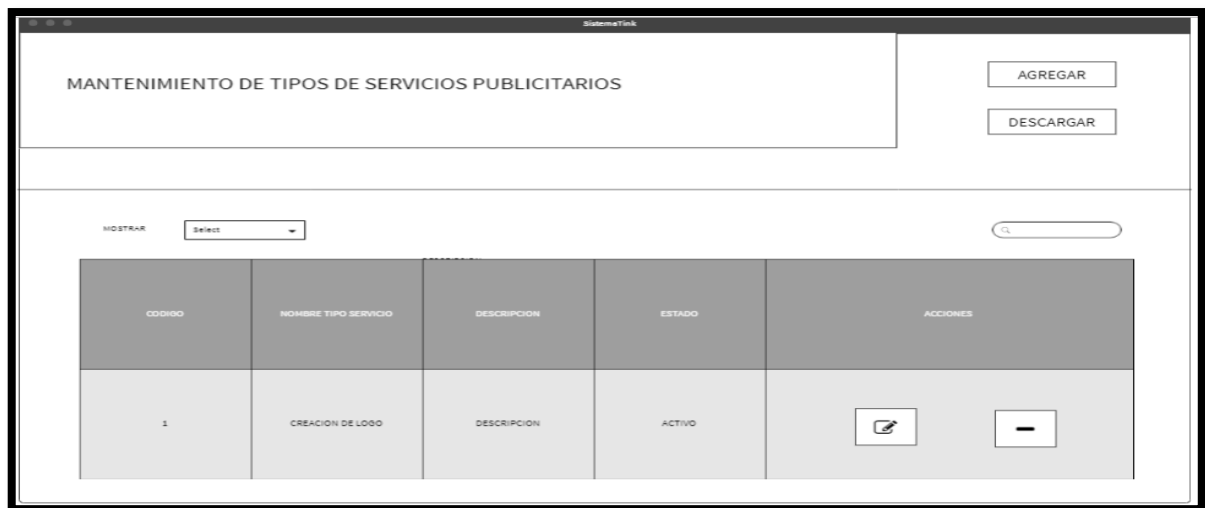 SistemaTink
MANTENIMIENTO DE TIPOS DE SERVICIOS PUBLICITARIOS
AGREGAR
DESCARGAR
MOSTRAR
Select
CODIGO
NOMBRE TIPO SERVICIO
DESCRIPCION
ESTADO
ACCIONES
1
CREACION DE LOGO
DESCRIPCION
ACTIVO